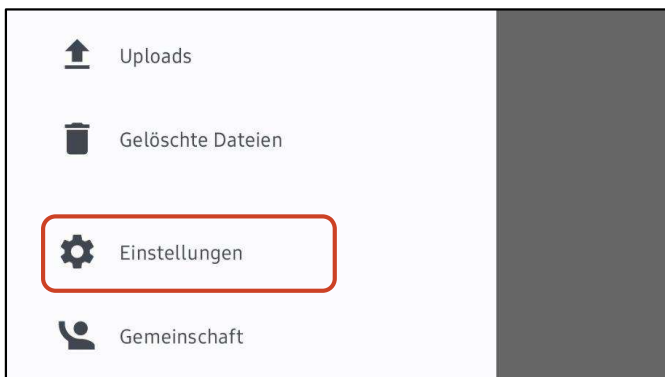 Uploads
Gelöschte Dateien
Einstellungen
Gemeinschaft